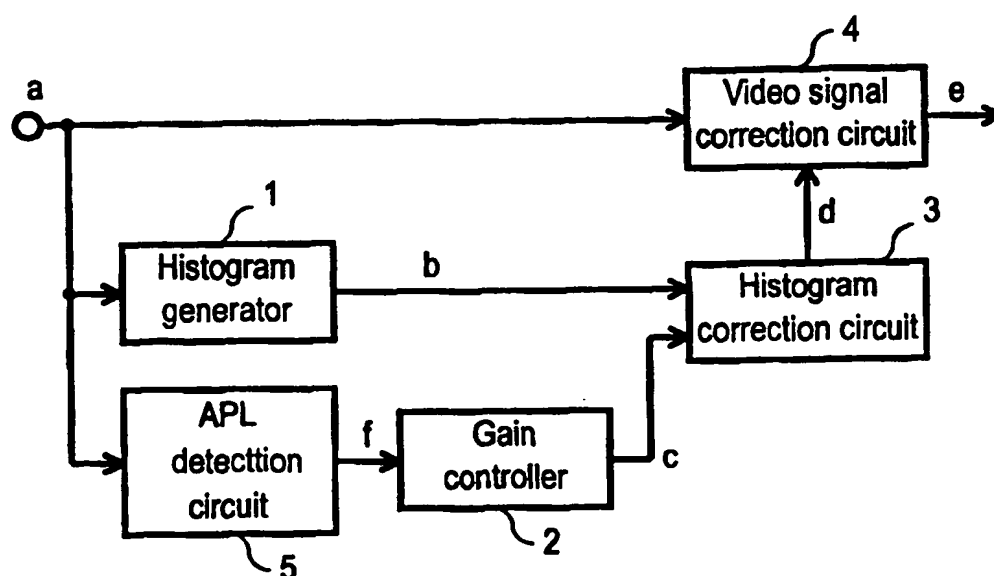 4
a
Video signal
correction circuit
e
1
d
3
Histogram
generator
b
Histogram
correction circuit
APL
detecttion
circuit
f
Gain
controller
c
2
5